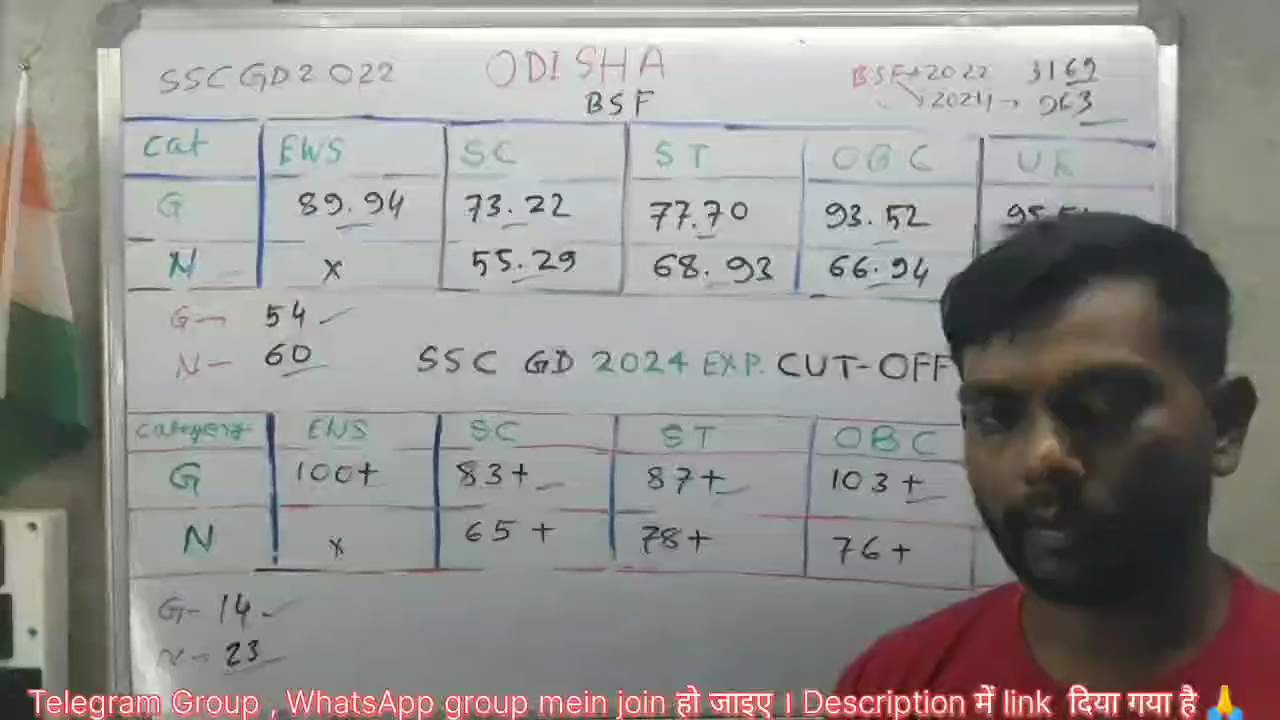 SSC GD 2022 ODISHA BSF→2022 3169
BSF →2024→ 963
Cat EWS SC ST OBC UR
G 89.94 73.22 77.70 93.52
N x 55.29 68.93 66.94
G— 54
N— 60 SSC GD 2024 EXP. CUT-OFF
Category EWS SC ST OBC
G 100+ 83+ 87+ 103+
N x 65+ 78+ 76+
G- 14
N- 23
Telegram Group , WhatsApp group mein join हो जाइए । Description में link दिया गया है 🙏